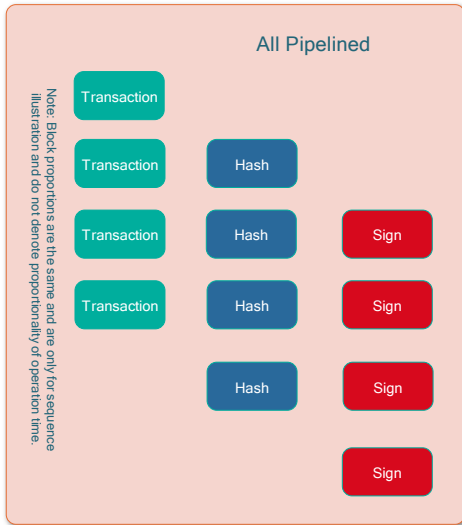 All Pipelined
Note: Block proportions are the same and are only for sequence
illustration and do not denote proportionality of operation time.
Transaction
Transaction
Hash
Transaction
Hash
Sign
Transaction
Hash
Sign
Hash
Sign
Sign